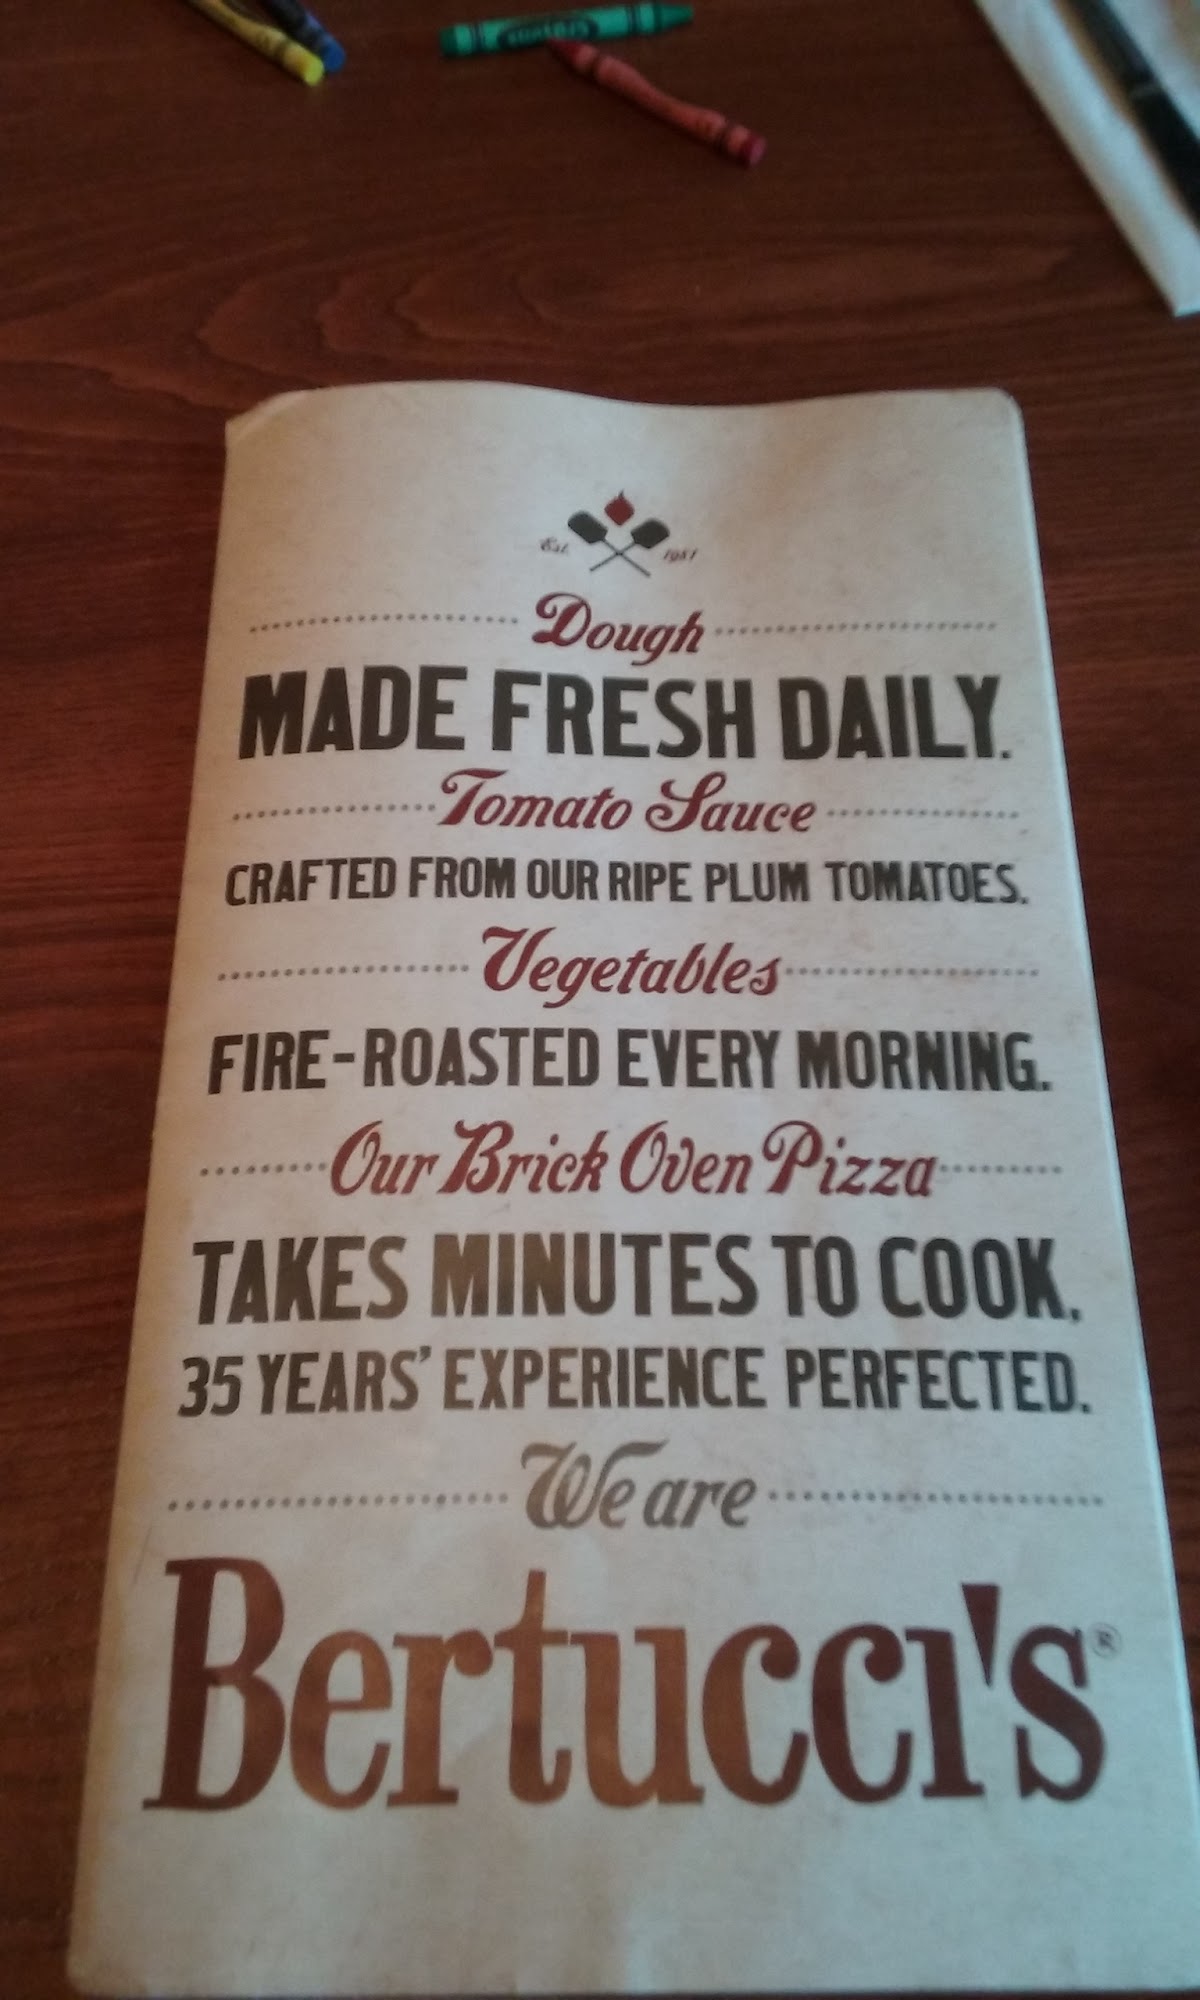 Crayola
Est. 1981
Dough
MADE FRESH DAILY.
Tomato Sauce
CRAFTED FROM OUR RIPE PLUM TOMATOES.
Vegetables
FIRE-ROASTED EVERY MORNING.
Our Brick Oven Pizza
TAKES MINUTES TO COOK.
35 YEARS' EXPERIENCE PERFECTED.
We are
Bertucci's®